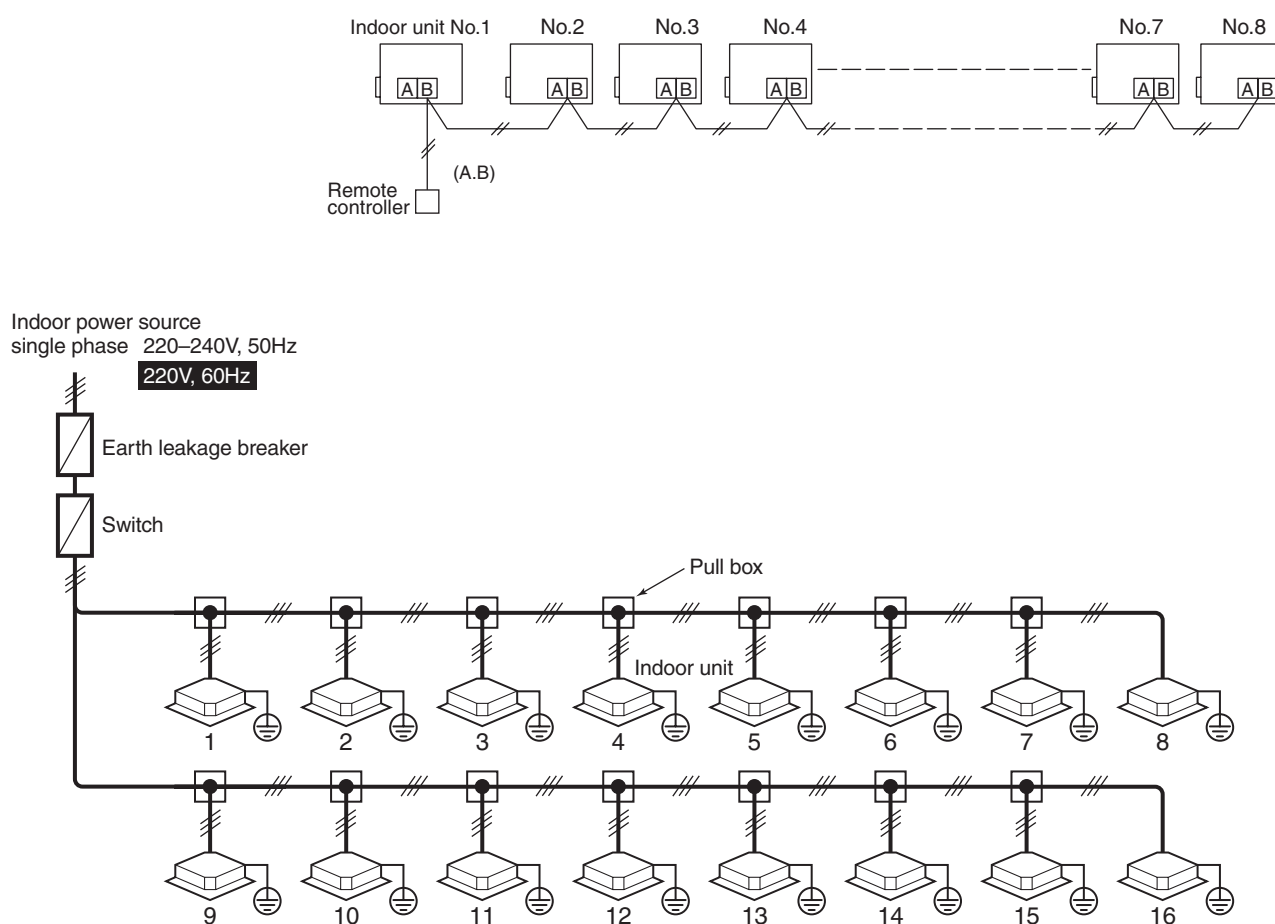 Indoor unit No.1 No.2 No.3 No.4 No.7 No.8
A B A B A B A B A B A B
(A.B)
Remote
controller
Indoor power source
single phase 220–240V, 50Hz
220V, 60Hz
Earth leakage breaker
Switch
Pull box
Indoor unit
1 2 3 4 5 6 7 8
9 10 11 12 13 14 15 16